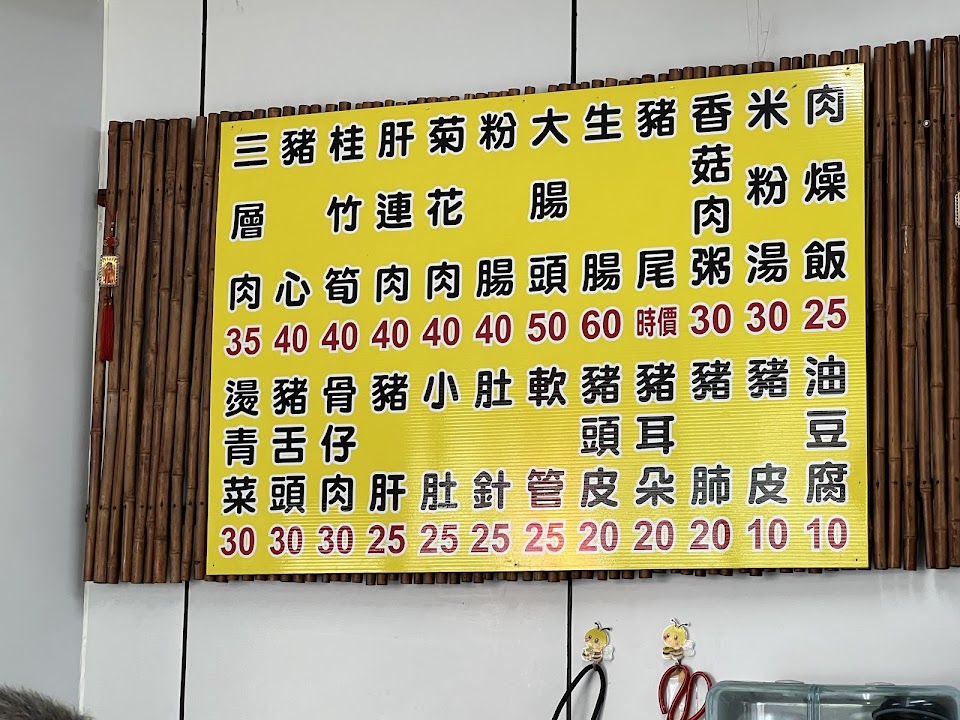 肉燥飯 25
米粉湯 30
香菇肉粥 30
豬尾 時價
生腸 60
大腸頭 50
粉腸 40
菊花肉 40
肝連肉 40
桂竹筍 40
豬心 40
三層肉 35
油豆腐 10
豬皮 10
豬肺 20
豬耳朵 20
豬頭皮 20
軟管 25
肚針 25
小肚 25
豬肝 25
骨仔肉 30
豬舌頭 30
燙青菜 30